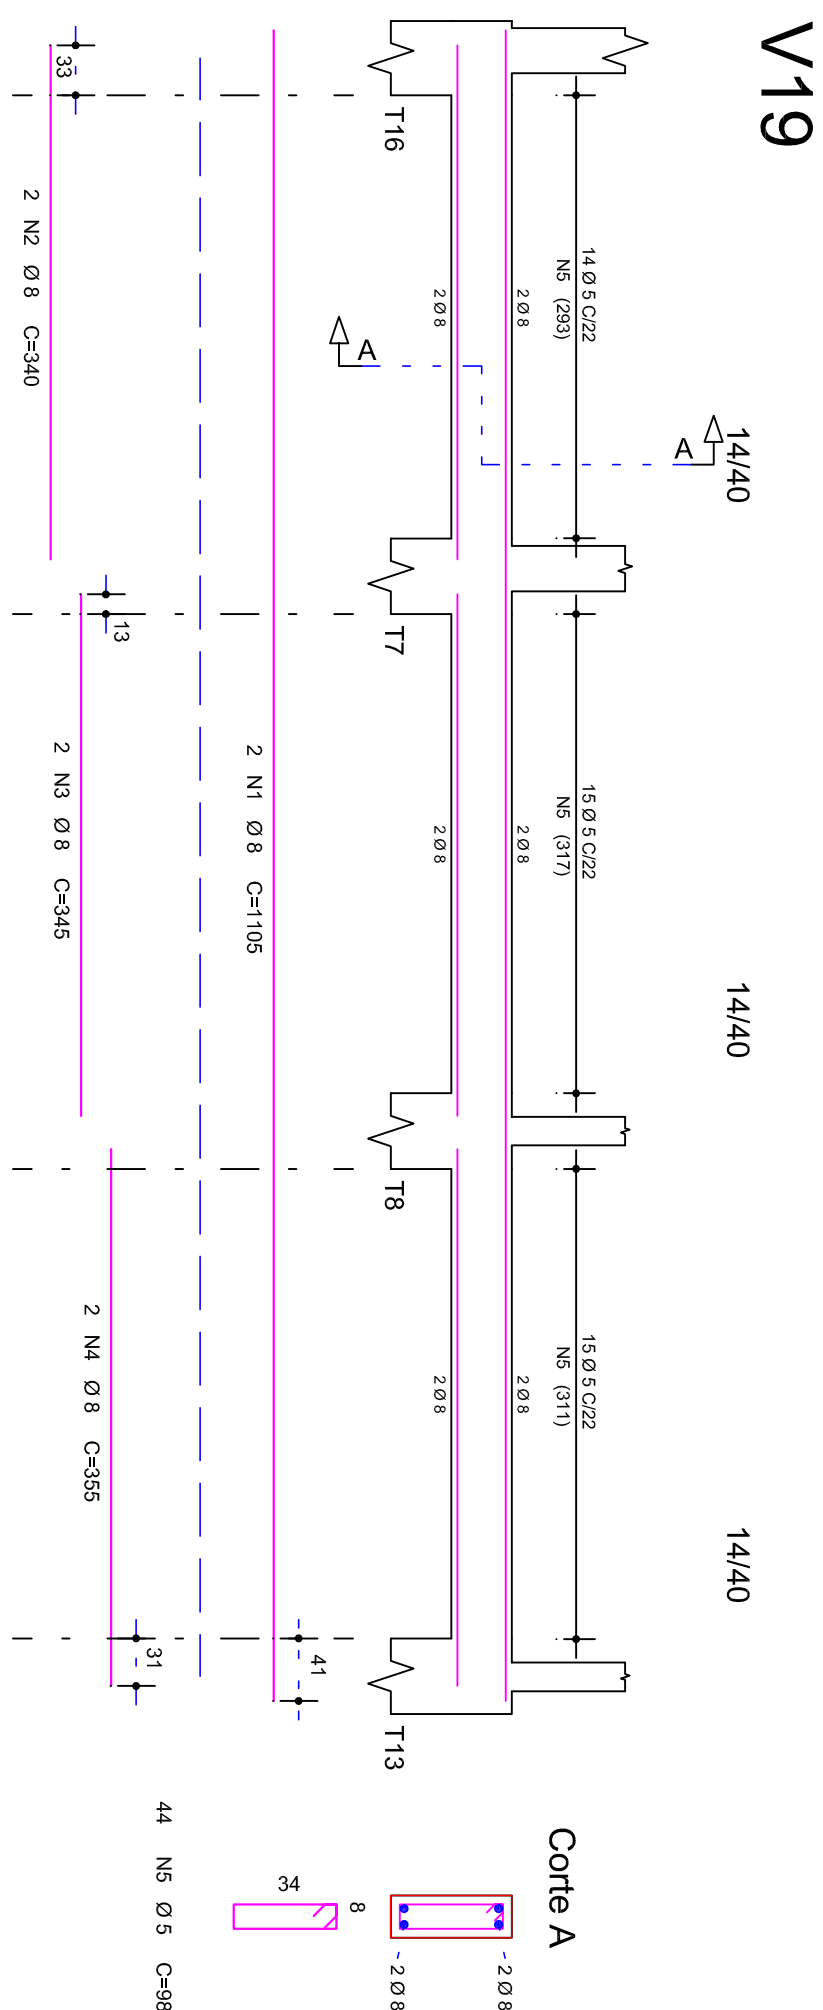 V19
14/40
14/40
14/40
14 Ø 5 C/22
N5 (293)
15 Ø 5 C/22
N5 (317)
15 Ø 5 C/22
N5 (311)
A
2 Ø 8
2 Ø 8
2 Ø 8
2 Ø 8
2 Ø 8
2 Ø 8
A
T16
T7
T8
T13
41
2 N1 Ø 8 C=1105
31
13
33
2 N4 Ø 8 C=355
2 N3 Ø 8 C=345
2 N2 Ø 8 C=340
Corte A
2 Ø 8
2 Ø 8
8
34
44 N5 Ø 5 C=98